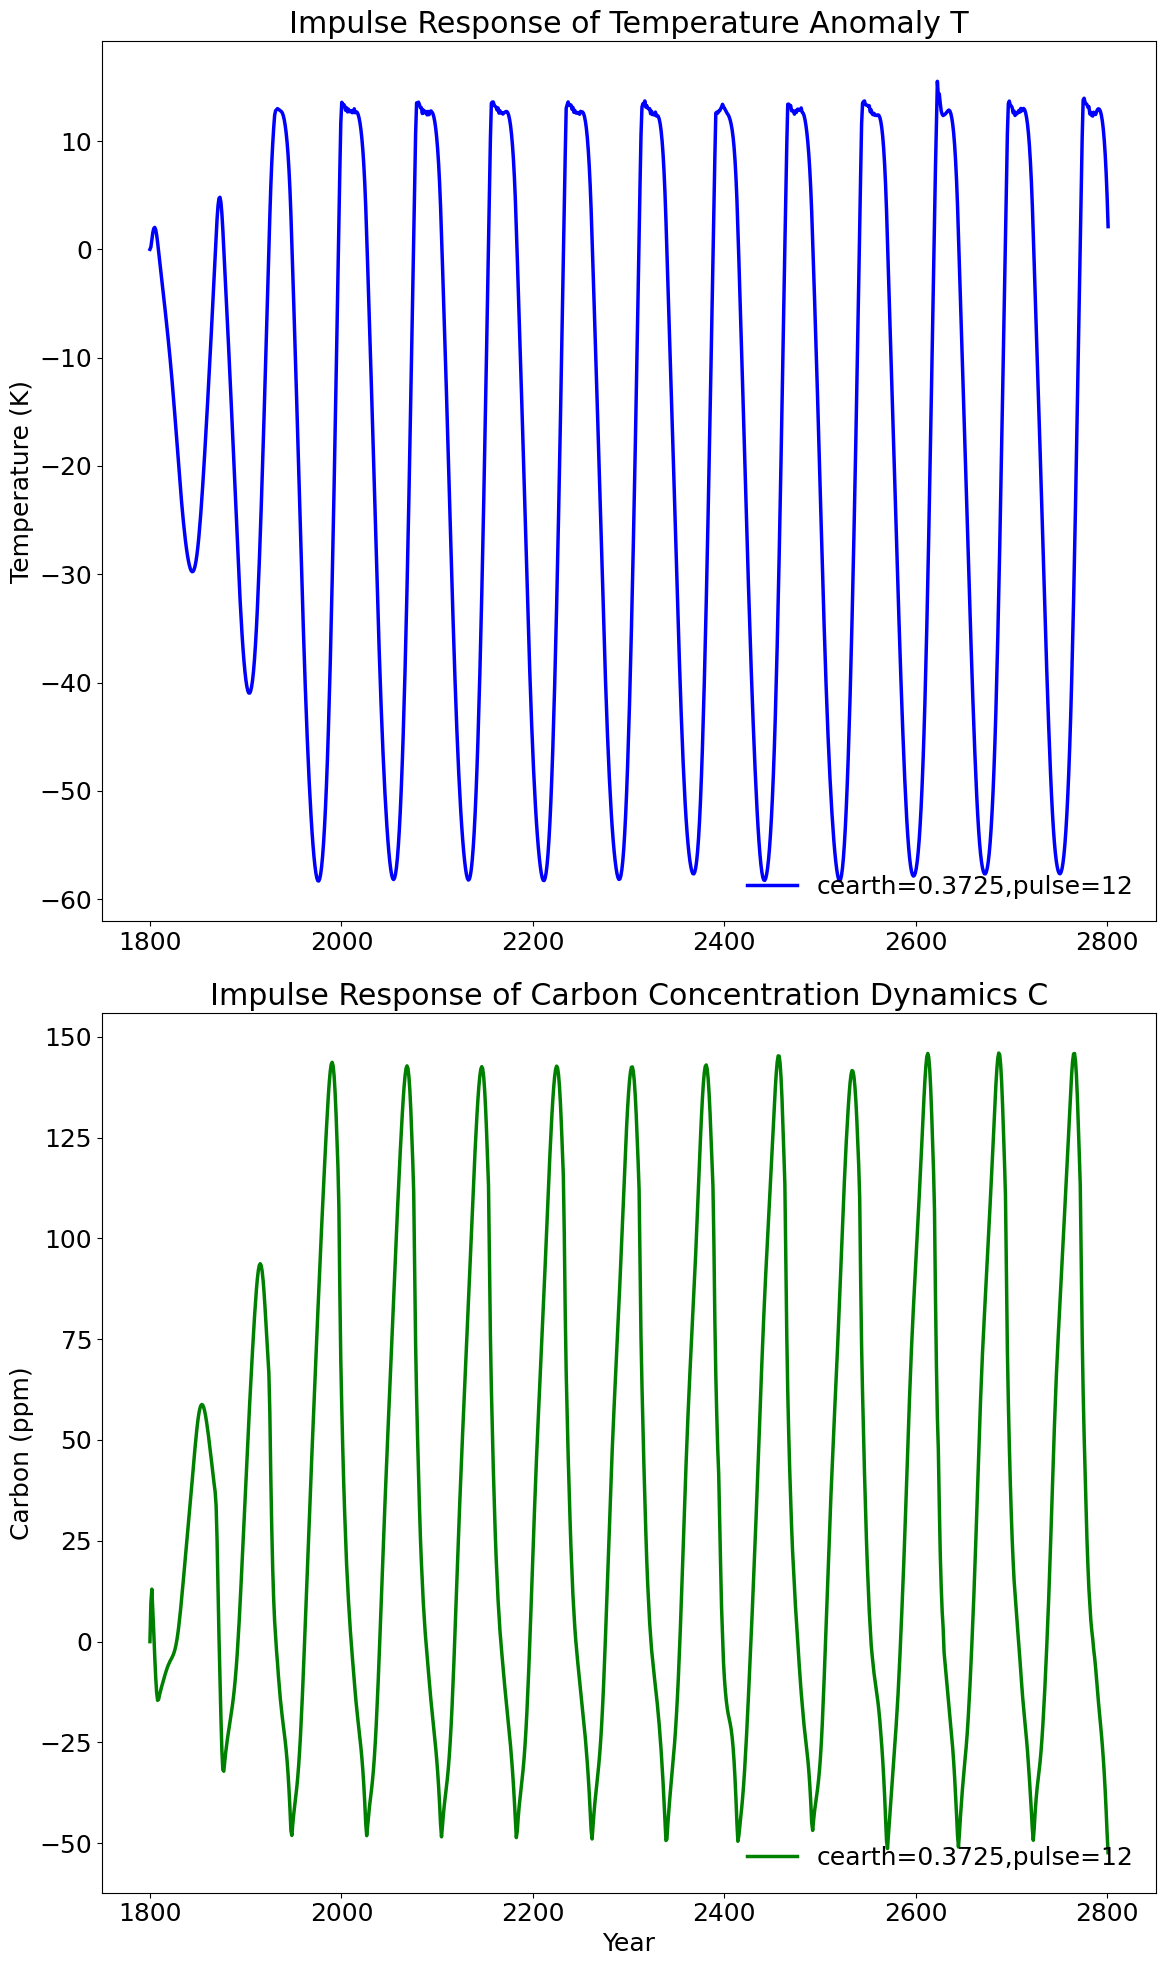 Impulse Response of Temperature Anomaly T
Temperature (K)
10
0
−10
−20
−30
−40
−50
−60
cearth=0.3725,pulse=12
1800 2000 2200 2400 2600 2800
Impulse Response of Carbon Concentration Dynamics C
Carbon (ppm)
150
125
100
75
50
25
0
−25
−50
cearth=0.3725,pulse=12
1800 2000 2200 2400 2600 2800
Year